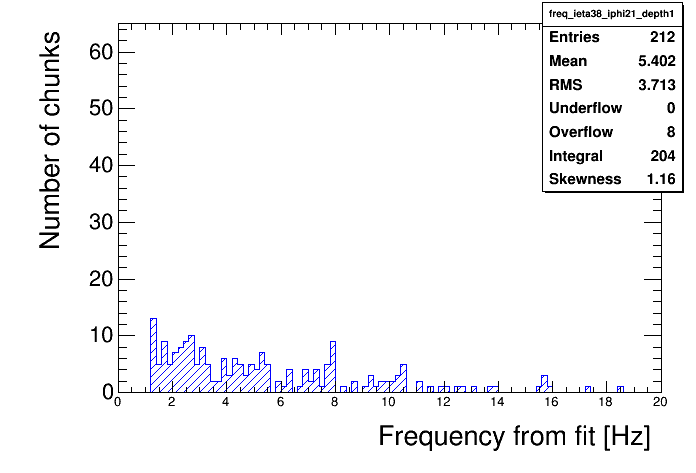 freq_ieta38_iphi21_depth1
Entries 212
Mean 5.402
RMS 3.713
Underflow 0
Overflow 8
Integral 204
Skewness 1.16
Number of chunks
60
50
40
30
20
10
0
0 2 4 6 8 10 12 14 16 18 20
Frequency from fit [Hz]